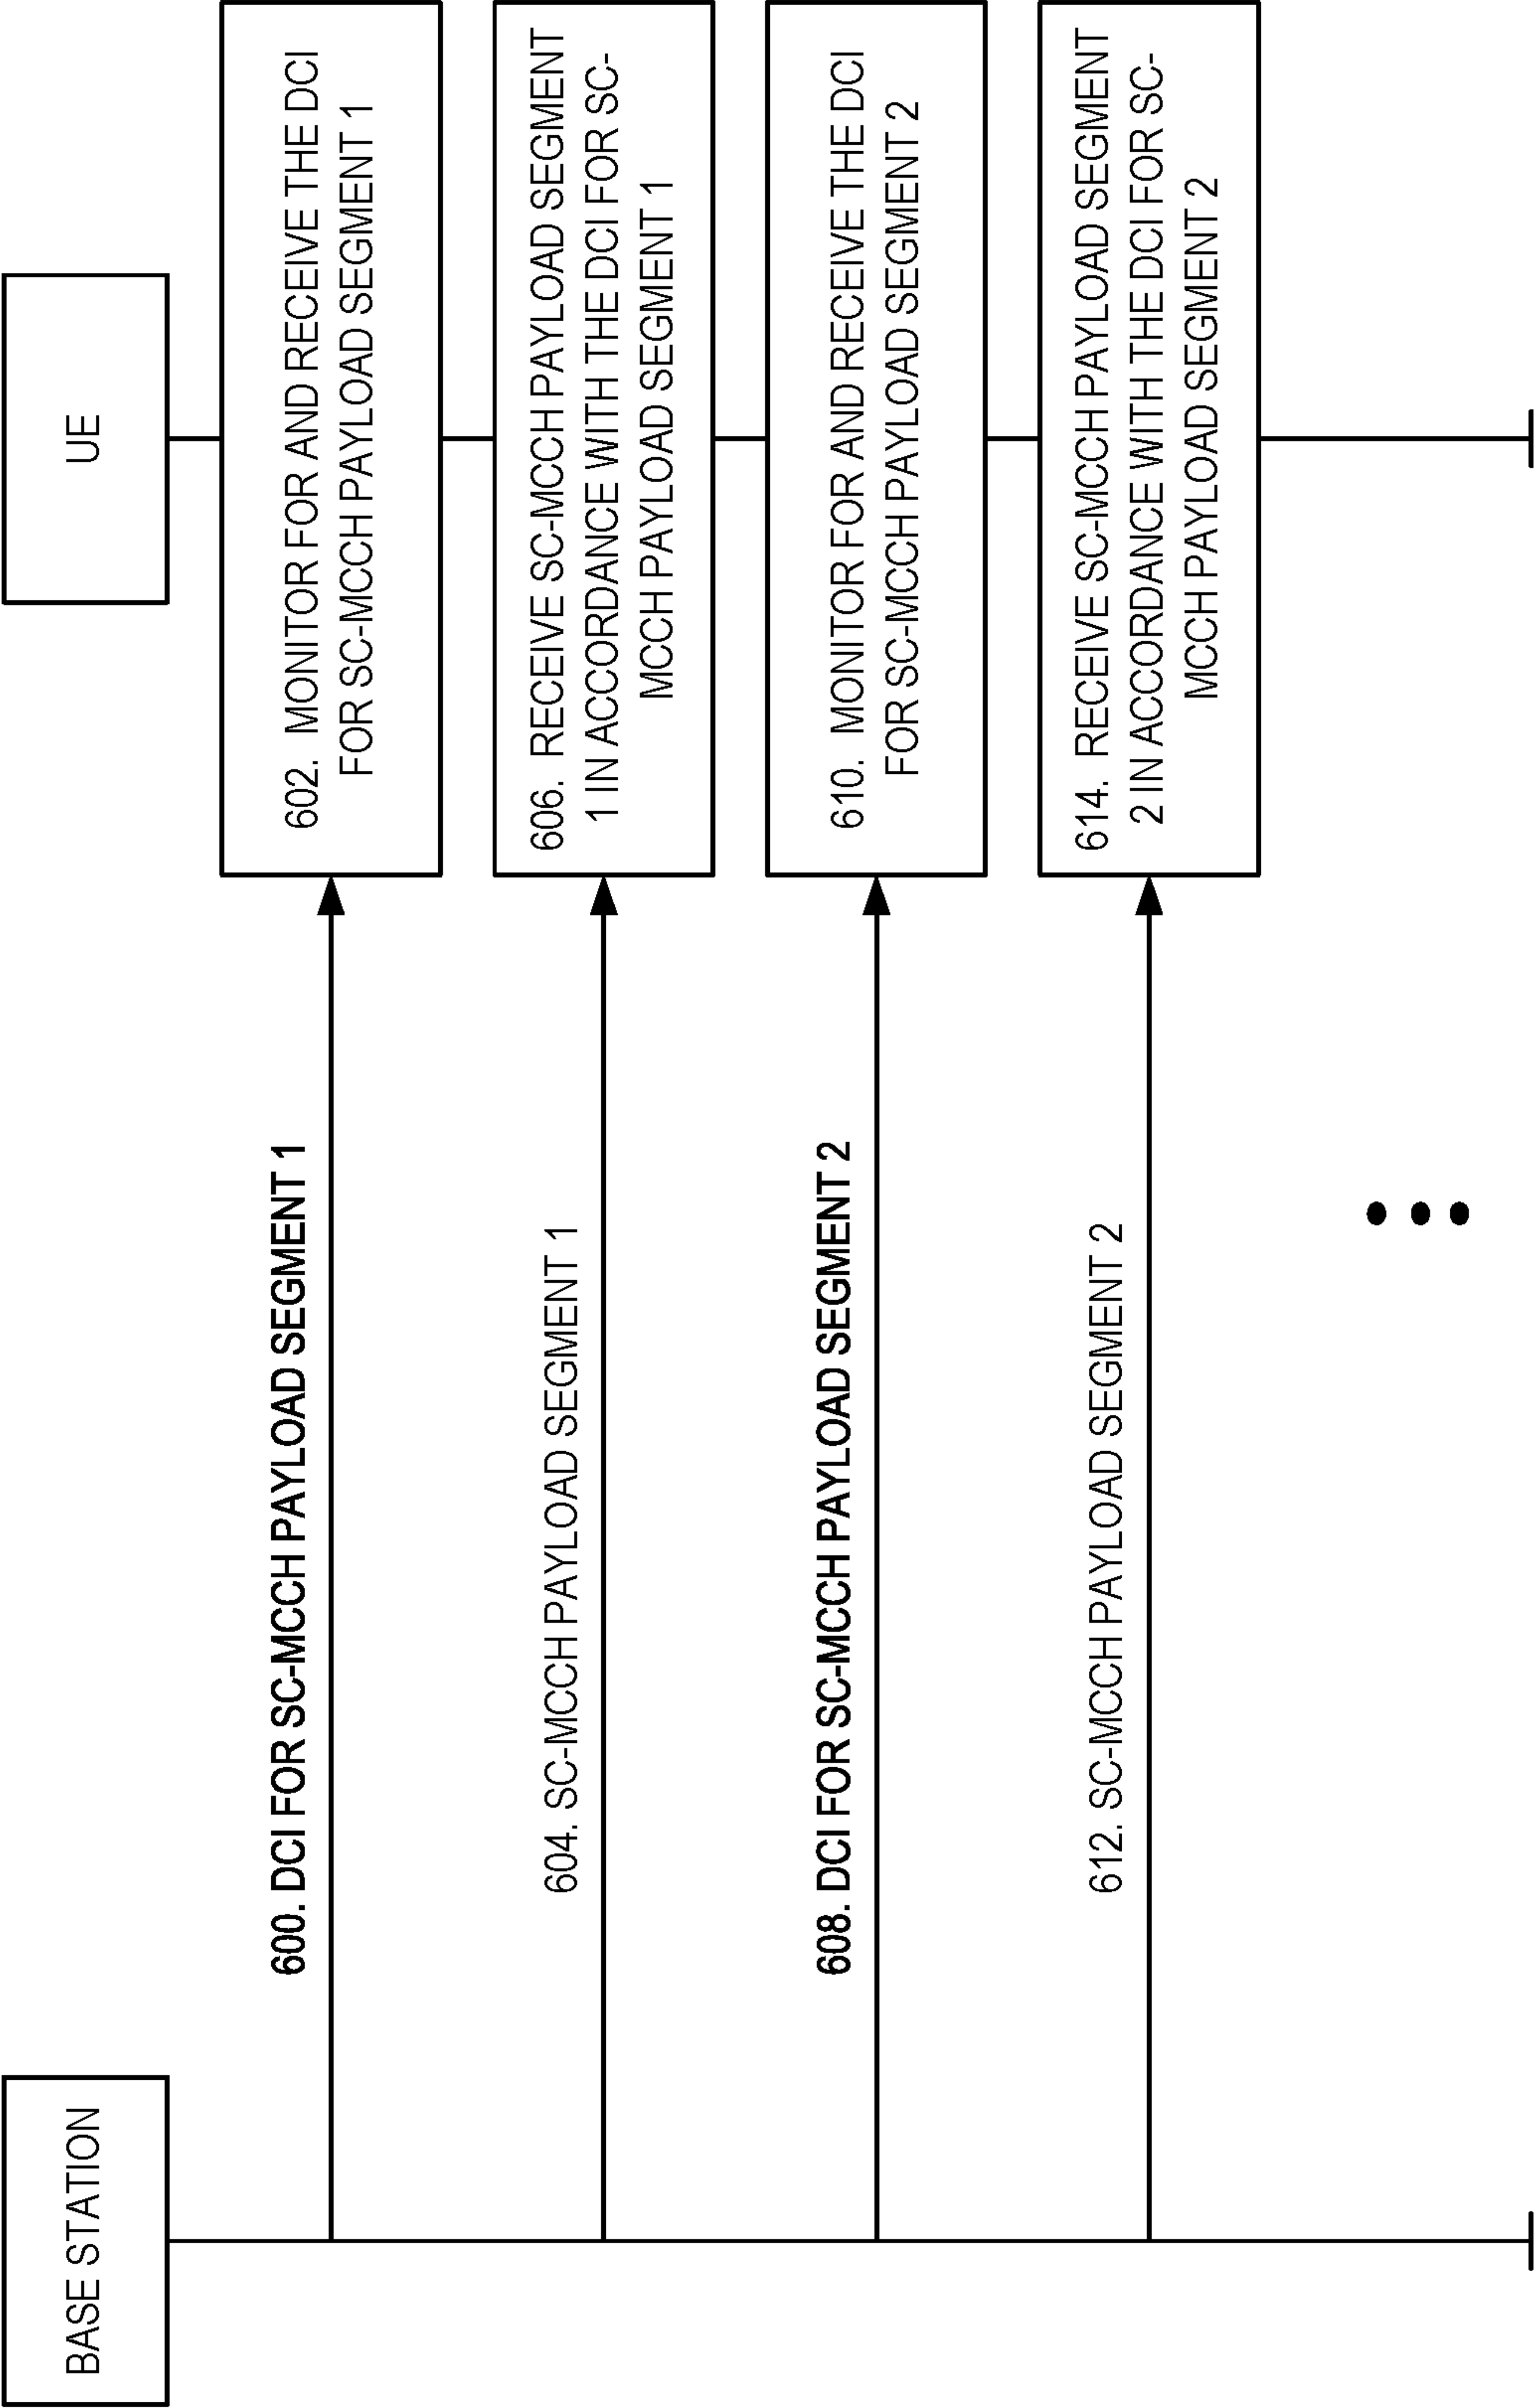 BASE STATION
UE
600. DCI FOR SC-MCCH PAYLOAD SEGMENT 1
602. MONITOR FOR AND RECEIVE THE DCI
FOR SC-MCCH PAYLOAD SEGMENT 1
604. SC-MCCH PAYLOAD SEGMENT 1
606. RECEIVE SC-MCCH PAYLOAD SEGMENT
1 IN ACCORDANCE WITH THE DCI FOR SC-
MCCH PAYLOAD SEGMENT 1
608. DCI FOR SC-MCCH PAYLOAD SEGMENT 2
610. MONITOR FOR AND RECEIVE THE DCI
FOR SC-MCCH PAYLOAD SEGMENT 2
612. SC-MCCH PAYLOAD SEGMENT 2
614. RECEIVE SC-MCCH PAYLOAD SEGMENT
2 IN ACCORDANCE WITH THE DCI FOR SC-
MCCH PAYLOAD SEGMENT 2